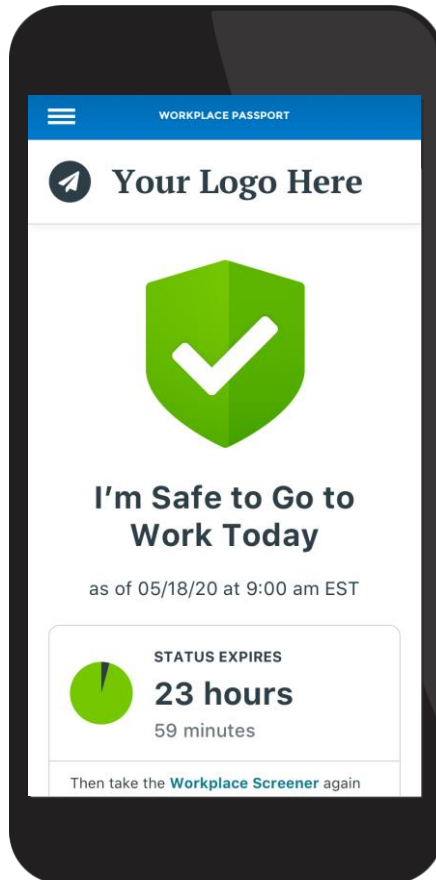 WORKPLACE PASSPORT
Your Logo Here
I'm Safe to Go to
Work Today
as of 05/18/20 at 9:00 am EST
STATUS EXPIRES
23 hours
59 minutes
Then take the Workplace Screener again